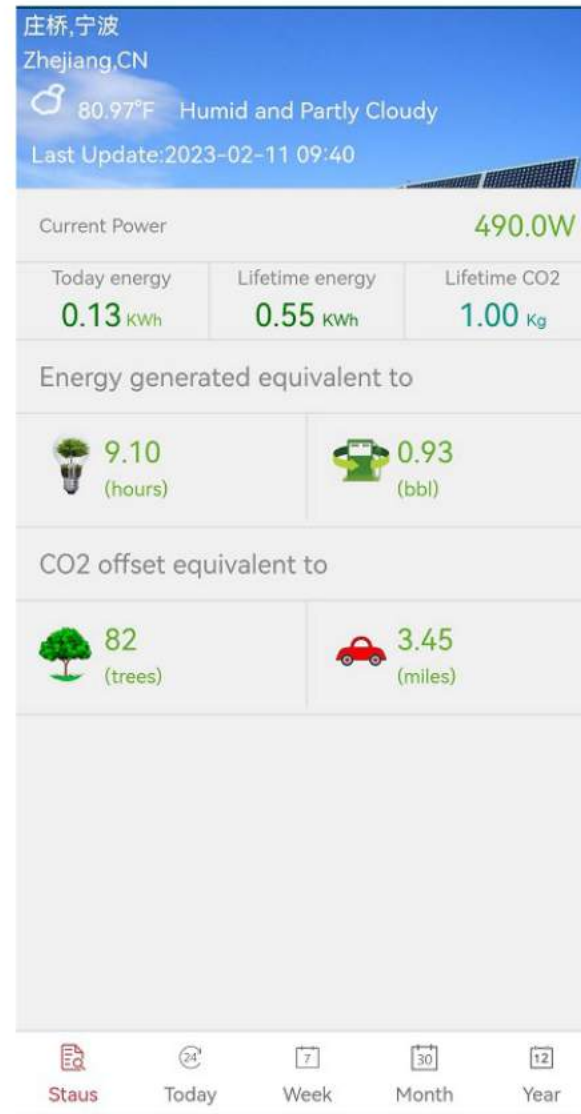 庄桥,宁波
Zhejiang,CN
80.97°F Humid and Partly Cloudy
Last Update:2023-02-11 09:40
Current Power 490.0W
Today energy Lifetime energy Lifetime CO2
0.13 KWh 0.55 KWh 1.00 Kg
Energy generated equivalent to
9.10 0.93
(hours) (bbl)
CO2 offset equivalent to
82 3.45
(trees) (miles)
24 7 30 12
Staus Today Week Month Year